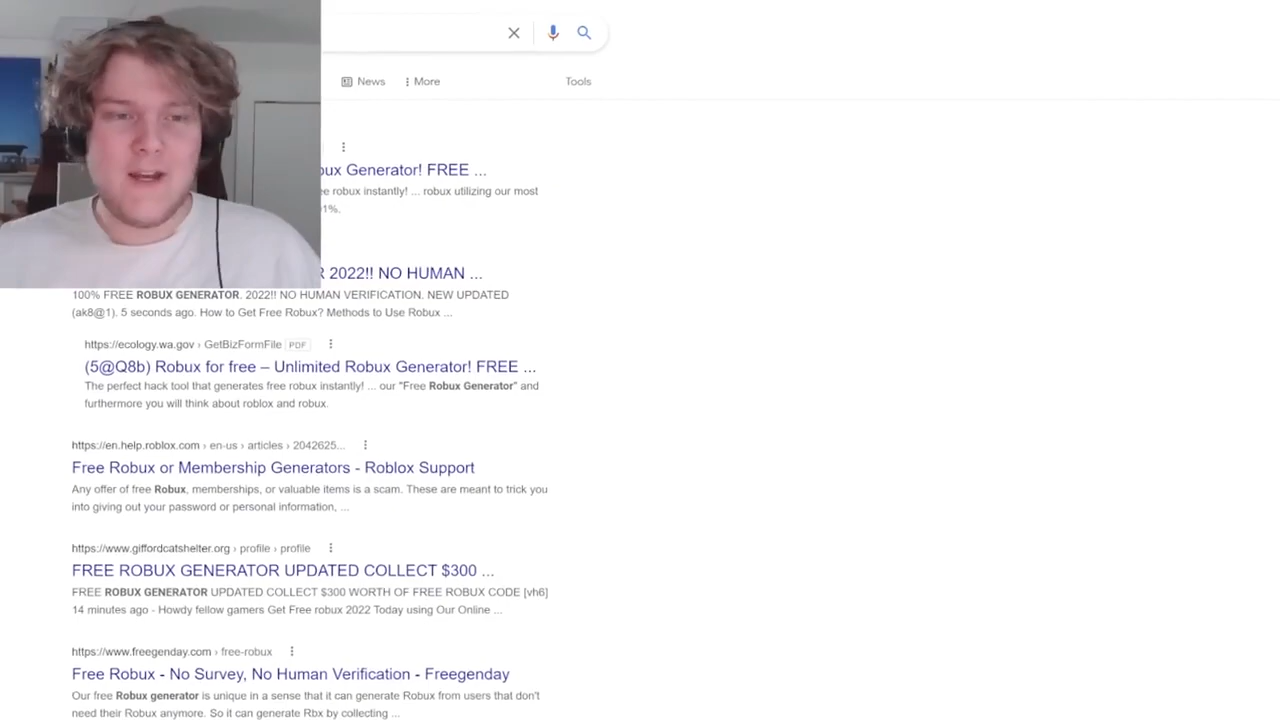 News
More
Tools
Generator! FREE ...
robux instantly! ... robux utilizing our most
1%.
2022!! NO HUMAN ...
100% FREE ROBUX GENERATOR. 2022!! NO HUMAN VERIFICATION. NEW UPDATED
(ak8@1). 5 seconds ago. How to Get Free Robux? Methods to Use Robux ...
https://ecology.wa.gov › GetBizFormFile PDF
(5@Q8b) Robux for free – Unlimited Robux Generator! FREE ...
The perfect hack tool that generates free robux instantly! ... our "Free Robux Generator" and
furthermore you will think about roblox and robux.
https://en.help.roblox.com › en-us › articles › 2042625...
Free Robux or Membership Generators - Roblox Support
Any offer of free Robux, memberships, or valuable items is a scam. These are meant to trick you
into giving out your password or personal information, ...
https://www.giffordcatshelter.org › profile › profile
FREE ROBUX GENERATOR UPDATED COLLECT $300 ...
FREE ROBUX GENERATOR UPDATED COLLECT $300 WORTH OF FREE ROBUX CODE [vh6]
14 minutes ago - Howdy fellow gamers Get Free robux 2022 Today using Our Online ...
https://www.freegenday.com › free-robux
Free Robux - No Survey, No Human Verification - Freegenday
Our free Robux generator is unique in a sense that it can generate Robux from users that don't
need their Robux anymore. So it can generate Rbx by collecting ...